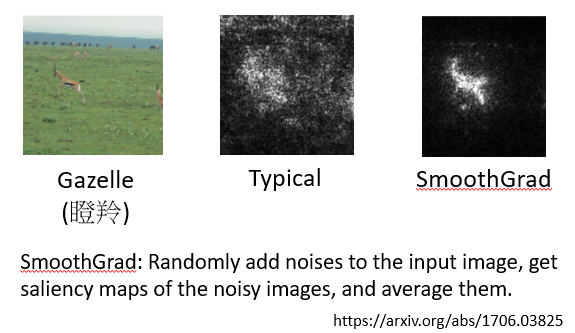 Gazelle
(瞪羚)
Typical
SmoothGrad
SmoothGrad: Randomly add noises to the input image, get
saliency maps of the noisy images, and average them.
https://arxiv.org/abs/1706.03825